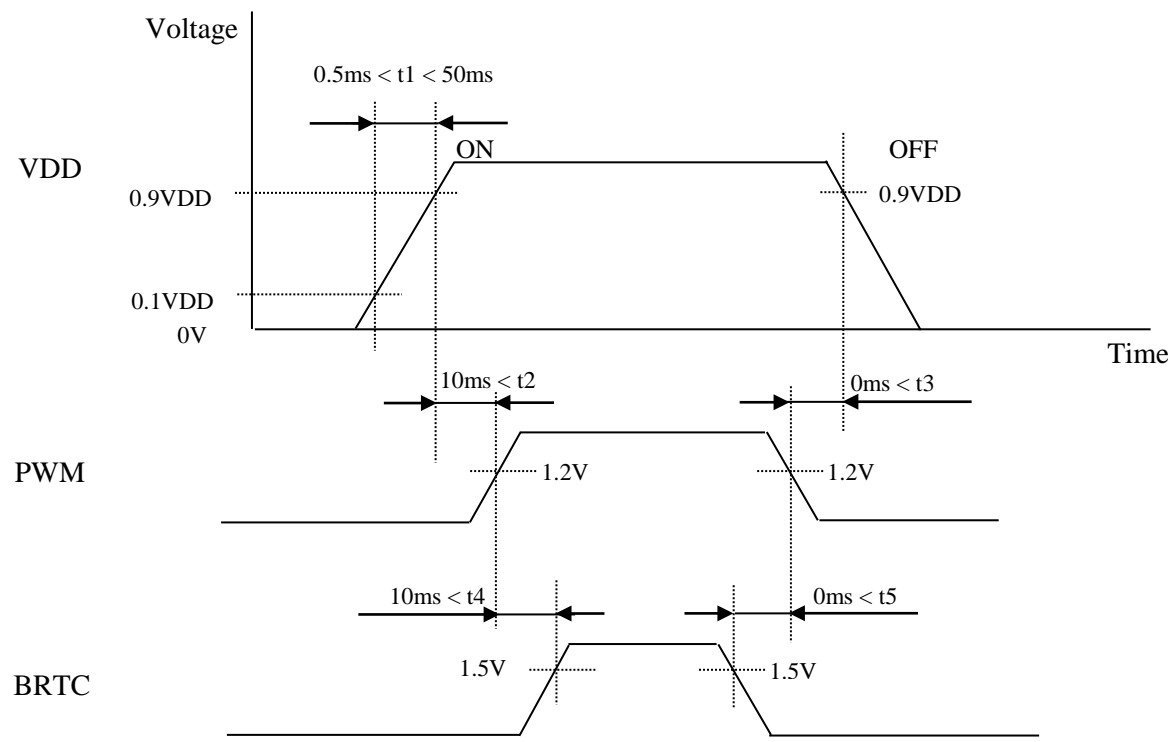 Voltage
0.5ms < t1 < 50ms
ON
OFF
VDD
0.9VDD
0.9VDD
0.1VDD
0V
Time
10ms < t2
0ms < t3
PWM
1.2V
1.2V
10ms < t4
0ms < t5
1.5V
1.5V
BRTC